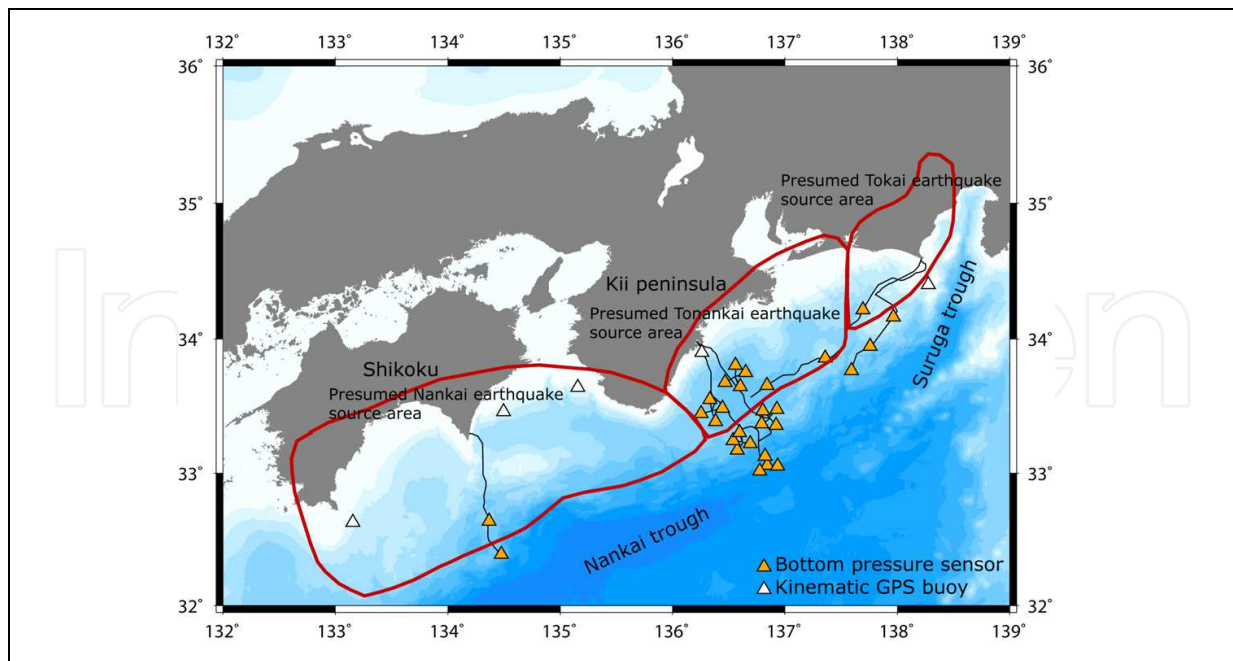 132˚ 133˚ 134˚ 135˚ 136˚ 137˚ 138˚ 139˚
36˚ 36˚
Presumed Tokai earthquake
source area
35˚ 35˚
Kii peninsula
Presumed Tonankai earthquake
source area
34˚ 34˚
Shikoku
Presumed Nankai earthquake
source area
Suruga trough
33˚ 33˚
Nankai trough
Bottom pressure sensor
Kinematic GPS buoy
32˚ 32˚
132˚ 133˚ 134˚ 135˚ 136˚ 137˚ 138˚ 139˚